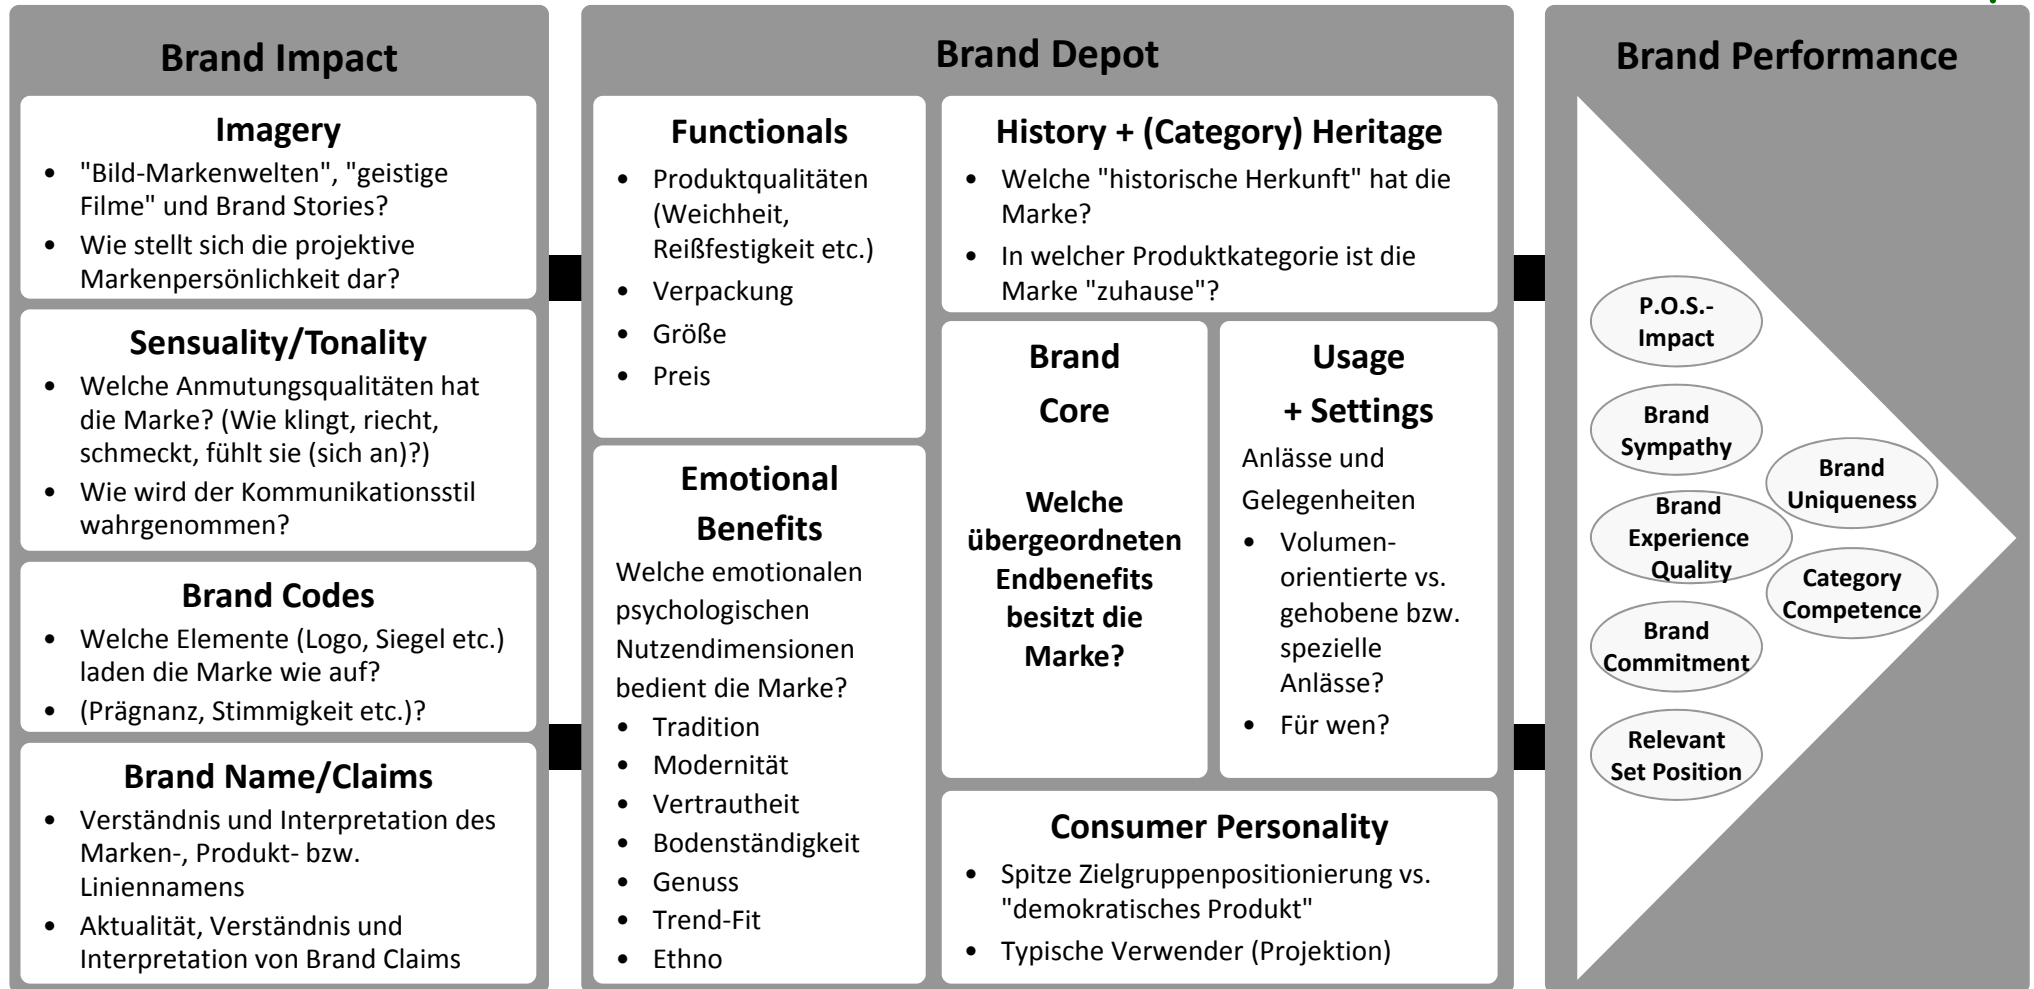 Brand Impact
Imagery
• "Bild-Markenwelten", "geistige
Filme" und Brand Stories?
• Wie stellt sich die projektive
Markenpersönlichkeit dar?
Sensuality/Tonality
• Welche Anmutungsqualitäten hat
die Marke? (Wie klingt, riecht,
schmeckt, fühlt sie (sich an)?)
• Wie wird der Kommunikationsstil
wahrgenommen?
Brand Codes
• Welche Elemente (Logo, Siegel etc.)
laden die Marke wie auf?
• (Prägnanz, Stimmigkeit etc.)?
Brand Name/Claims
• Verständnis und Interpretation des
Marken-, Produkt- bzw.
Liniennamens
• Aktualität, Verständnis und
Interpretation von Brand Claims
Brand Depot
Functionals
• Produktqualitäten
(Weichheit,
Reißfestigkeit etc.)
• Verpackung
• Größe
• Preis
Emotional
Benefits
Welche emotionalen
psychologischen
Nutzendimensionen
bedient die Marke?
• Tradition
• Modernität
• Vertrautheit
• Bodenständigkeit
• Genuss
• Trend-Fit
• Ethno
History + (Category) Heritage
• Welche "historische Herkunft" hat die
Marke?
• In welcher Produktkategorie ist die
Marke "zuhause"?
Brand
Core
Welche
übergeordneten
Endbenefits
besitzt die
Marke?
Usage
+ Settings
Anlässe und
Gelegenheiten
• Volumen-
orientierte vs.
gehobene bzw.
spezielle
Anlässe?
• Für wen?
Consumer Personality
• Spitze Zielgruppenpositionierung vs.
"demokratisches Produkt"
• Typische Verwender (Projektion)
Brand Performance
P.O.S.-
Impact
Brand
Sympathy
Brand
Experience
Quality
Brand
Commitment
Relevant
Set Position
Brand
Uniqueness
Category
Competence